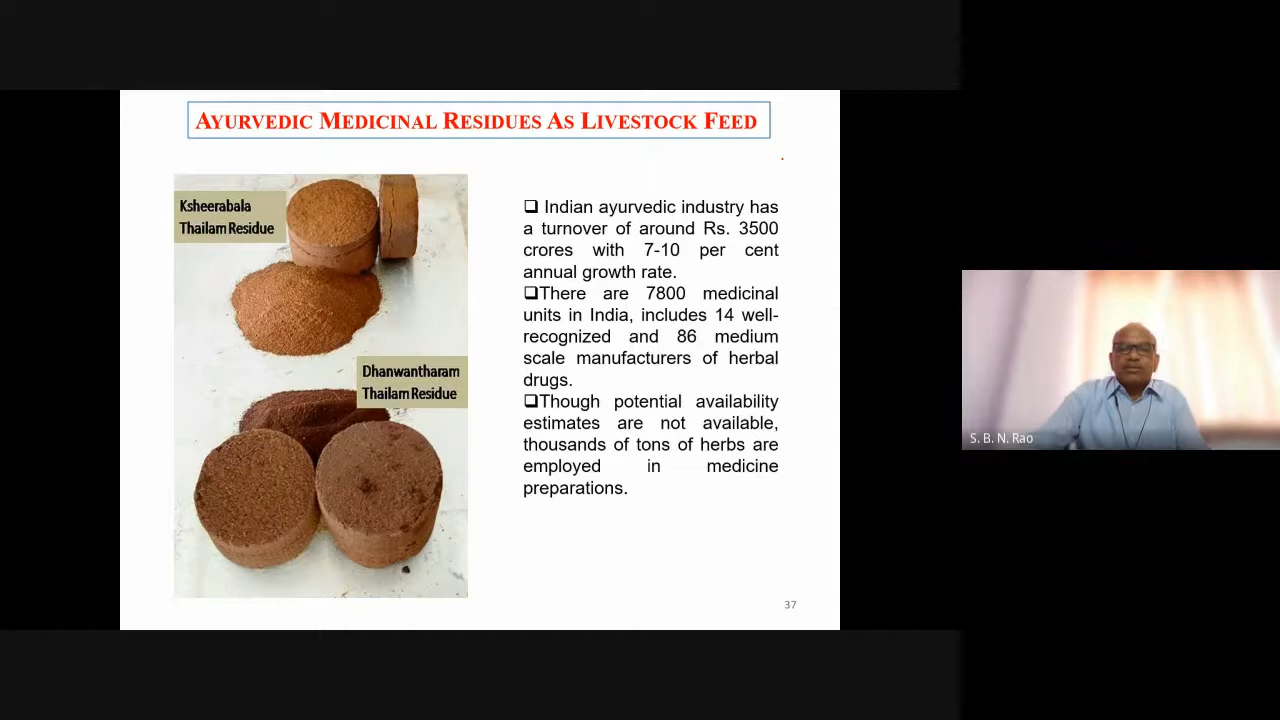 AYURVEDIC MEDICINAL RESIDUES AS LIVESTOCK FEED
Ksheerabala
Thailam Residue
Dhanwantharam
Thailam Residue
❑ Indian ayurvedic industry has
a turnover of around Rs. 3500
crores with 7-10 per cent
annual growth rate.
❑There are 7800 medicinal
units in India, includes 14 well-
recognized and 86 medium
scale manufacturers of herbal
drugs.
❑Though potential availability
estimates are not available,
thousands of tons of herbs are
employed in medicine
preparations.
37
S. B. N. Rao